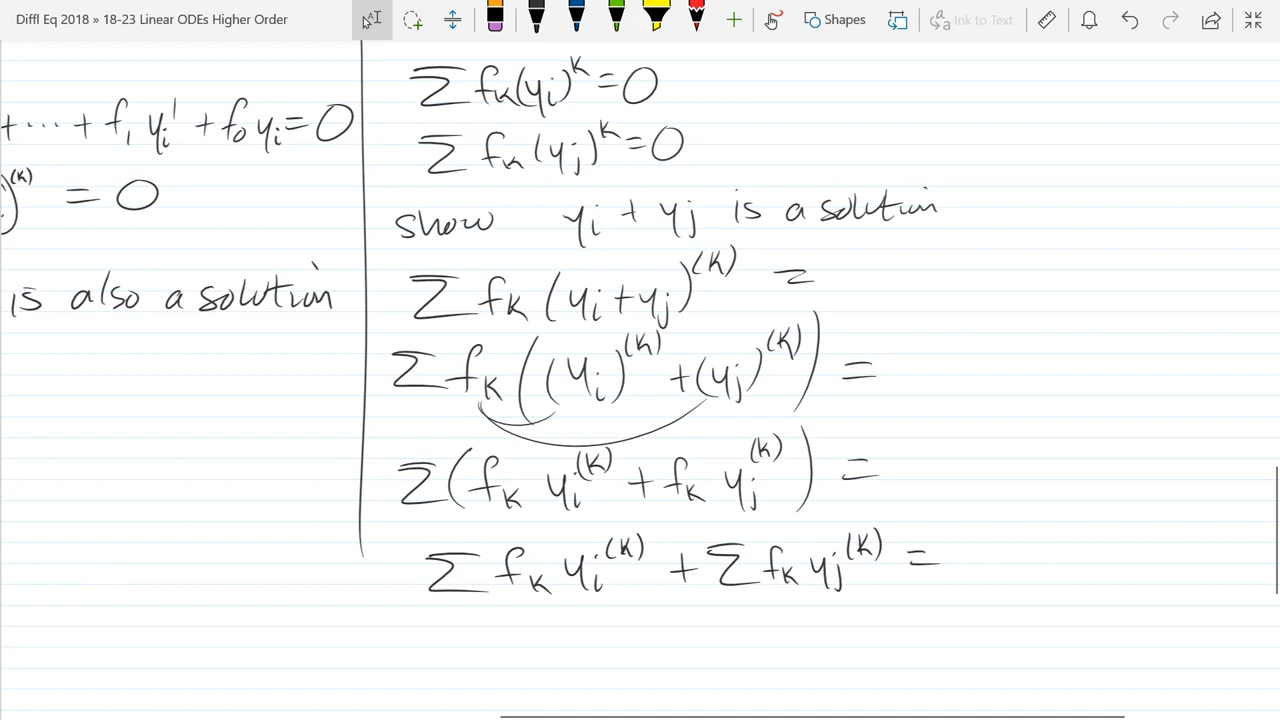 Diffl Eq 2018 » 18-23 Linear ODEs Higher Order
Shapes
Ink to Text
+ ... + f₁ yᵢ' + f₀ yᵢ = 0
)⁽ᵏ⁾ = 0
is also a solution
Σ fₖ(yᵢ)ᵏ = 0
Σ fₖ(yⱼ)ᵏ = 0
show yᵢ + yⱼ is a solution
Σ fₖ (yᵢ + yⱼ)⁽ᵏ⁾ =
Σ fₖ ((yᵢ)⁽ᵏ⁾ + (yⱼ)⁽ᵏ⁾) =
Σ (fₖ yᵢ⁽ᵏ⁾ + fₖ yⱼ⁽ᵏ⁾) =
Σ fₖ yᵢ⁽ᵏ⁾ + Σ fₖ yⱼ⁽ᵏ⁾ =